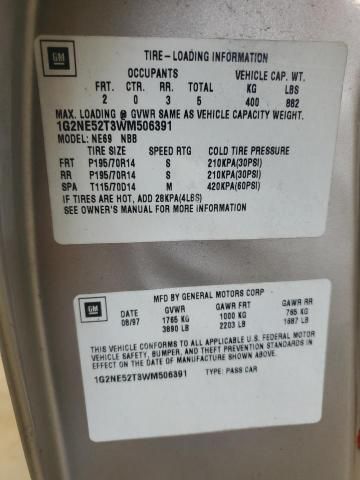 GM
TIRE-LOADING INFORMATION
OCCUPANTS VEHICLE CAP. WT.
FRT. CTR. RR. TOTAL KG LBS
2 0 3 5 400 882
MAX. LOADING @ GVWR SAME AS VEHICLE CAPACITY WEIGHT.
1G2NE52T3WM506391
MODEL: NE69 NBB
TIRE SIZE SPEED RTG COLD TIRE PRESSURE
FRT P195/70R14 S 210KPA(30PSI)
RR P195/70R14 S 210KPA(30PSI)
SPA T115/70D14 M 420KPA(60PSI)
IF TIRES ARE HOT, ADD 28KPA(4LBS)
SEE OWNER'S MANUAL FOR MORE INFORMATION
GM
MFD BY GENERAL MOTORS CORP
DATE GVWR GAWR FRT GAWR RR
08/97 1765 KG 1000 KG 765 KG
3890 LB 2203 LB 1687 LB
THIS VEHICLE CONFORMS TO ALL APPLICABLE U.S. FEDERAL MOTOR
VEHICLE SAFETY, BUMPER, AND THEFT PREVENTION STANDARDS IN
EFFECT ON THE DATE OF MANUFACTURE SHOWN ABOVE.
1G2NE52T3WM506391 TYPE: PASS CAR